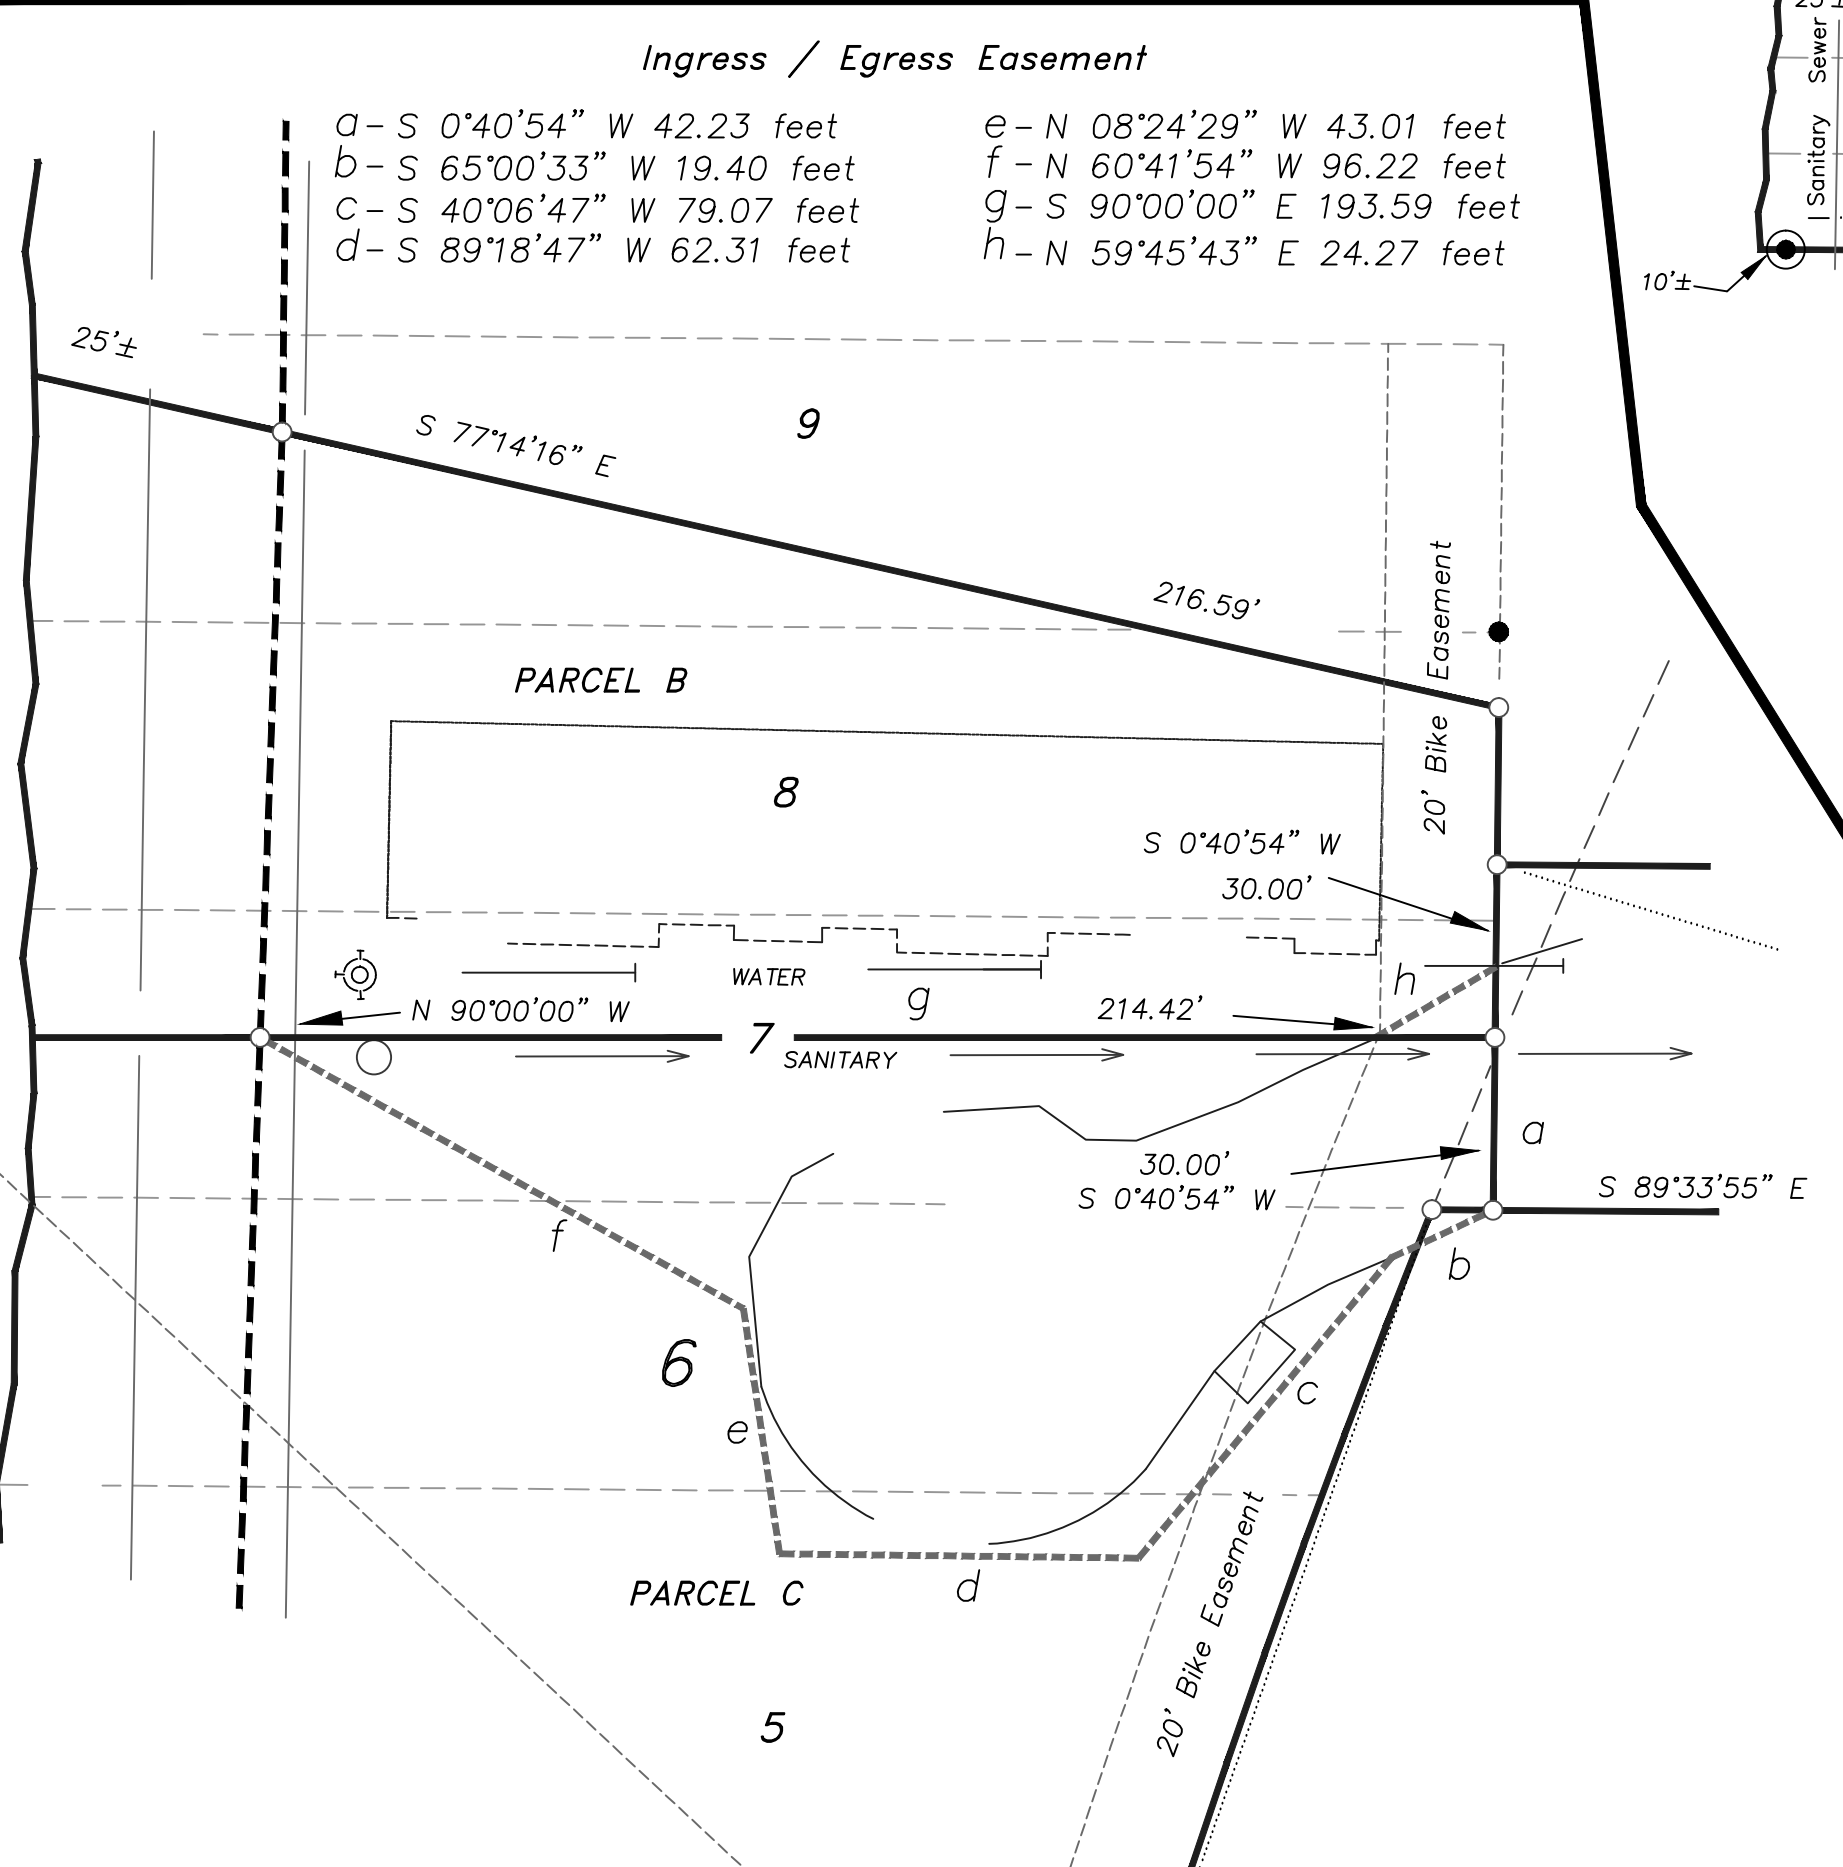 Ingress / Egress Easement
a – S 0°40'54" W 42.23 feet
b – S 65°00'33" W 19.40 feet
c – S 40°06'47" W 79.07 feet
d – S 89°18'47" W 62.31 feet
e – N 08°24'29" W 43.01 feet
f – N 60°41'54" W 96.22 feet
g – S 90°00'00" E 193.59 feet
h – N 59°45'43" E 24.27 feet
Sanitary Sewer
10'±
25'±
9
S 77°14'16" E
216.59'
20' Bike Easement
PARCEL B
8
S 0°40'54" W
30.00'
WATER
g
h
N 90°00'00" W
214.42'
7
SANITARY
a
30.00'
S 0°40'54" W
S 89°33'55" E
f
b
6
c
e
PARCEL C
d
20' Bike Easement
5